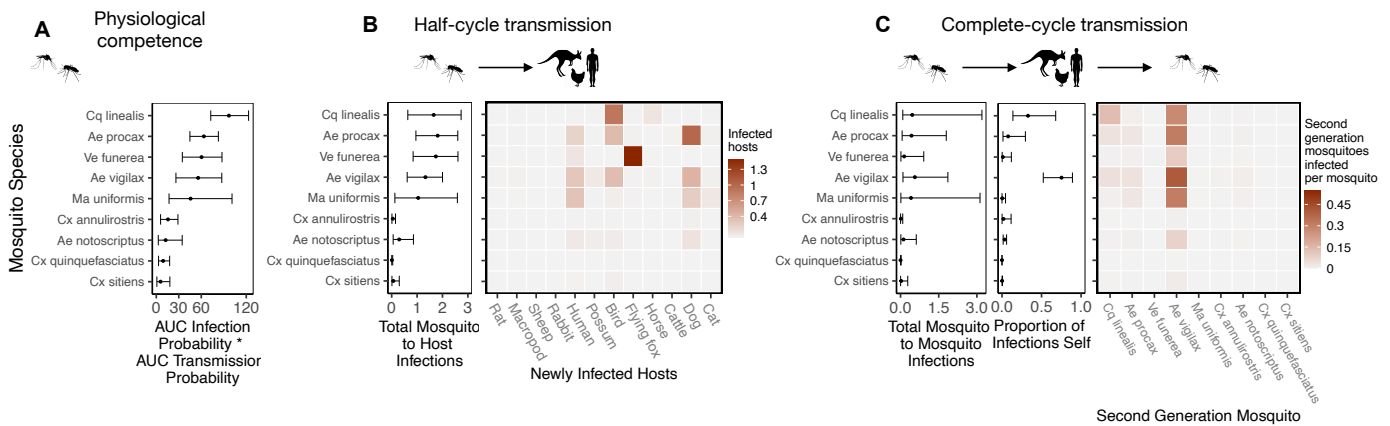 A
Physiological
competence
Mosquito Species
Cq linealis
Ae procax
Ve funerea
Ae vigilax
Ma uniformis
Cx annulirostris
Ae notoscriptus
Cx quinquefasciatus
Cx sitiens
0 30 60 120
AUC Infection
Probability *
AUC Transmissior
Probability
B
Half-cycle transmission
Cq linealis
Ae procax
Ve funerea
Ae vigilax
Ma uniformis
Cx annulirostris
Ae notoscriptus
Cx quinquefasciatus
Cx sitiens
0 1 2 3
Total Mosquito
to Host
Infections
Rat
Macropod
Sheep
Rabbit
Human
Possum
Bird
Flying fox
Horse
Cattle
Dog
Cat
Newly Infected Hosts
Infected
hosts
1.3
1
0.7
0.4
C
Complete-cycle transmission
Cq linealis
Ae procax
Ve funerea
Ae vigilax
Ma uniformis
Cx annulirostris
Ae notoscriptus
Cx quinquefasciatus
Cx sitiens
0.0 1.5 3.0
Total Mosquito
to Mosquito
Infections
0.0 0.5 1.0
Proportion of
Infections Self
Cq linealis
Ae procax
Ve funerea
Ae vigilax
Ma uniformis
Cx annulirostris
Ae notoscriptus
Cx quinquefasciatus
Cx sitiens
Second Generation Mosquito
Second
generation
mosquitoes
infected
per mosquito
0.45
0.3
0.15
0